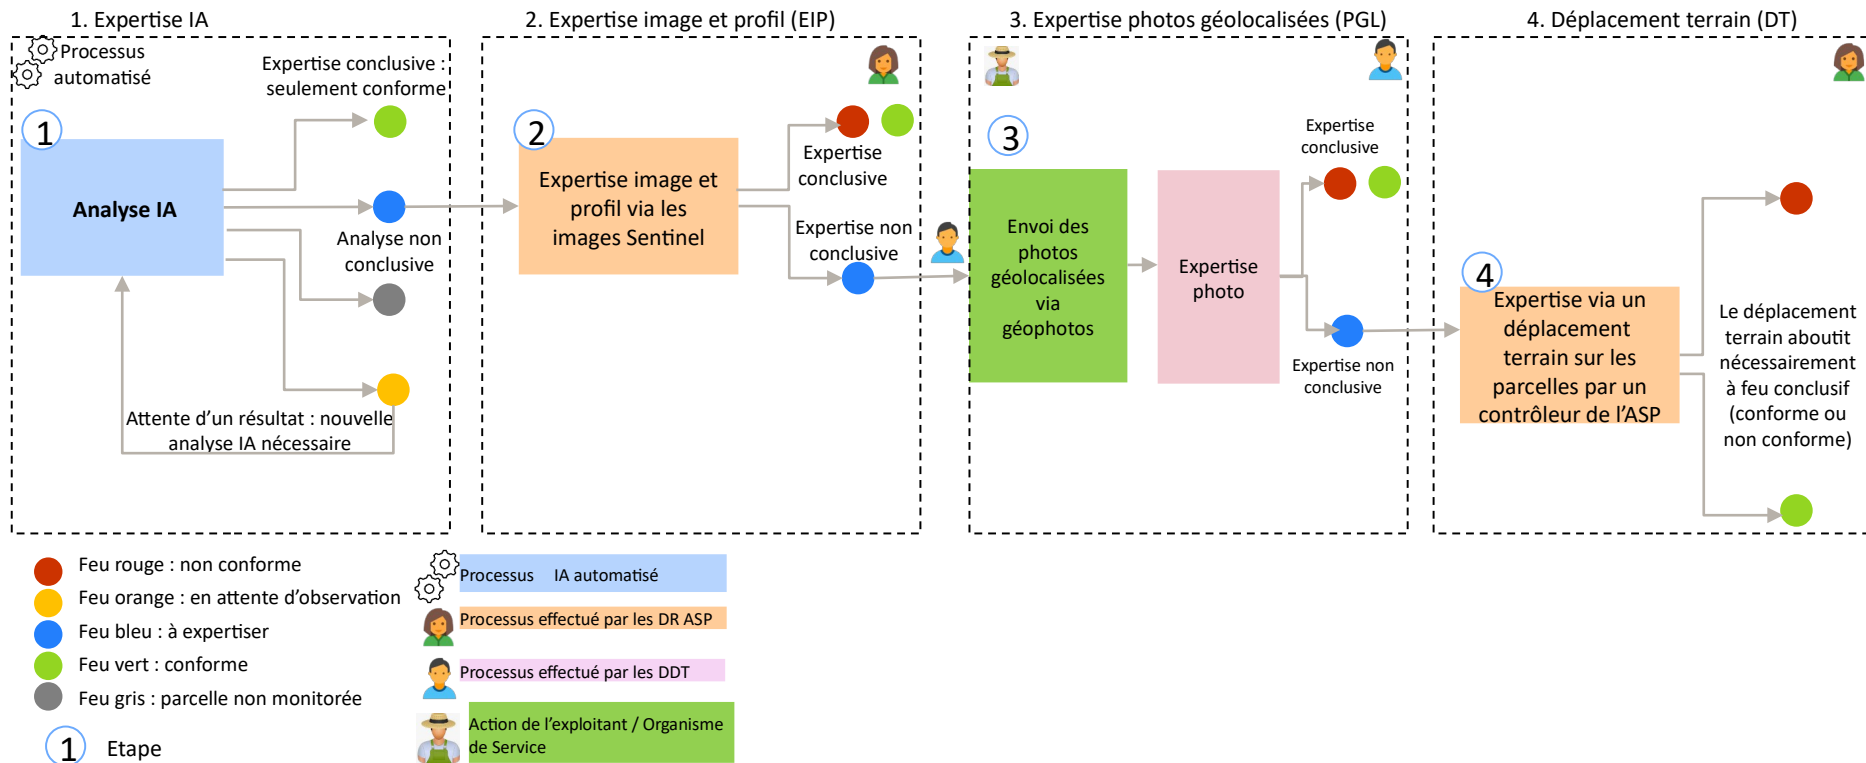 1. Expertise IA
2. Expertise image et profil (EIP)
3. Expertise photos géolocalisées (PGL)
4. Déplacement terrain (DT)
Processus
automatisé
Expertise conclusive :
seulement conforme
1
Analyse IA
Analyse non
conclusive
Attente d’un résultat : nouvelle
analyse IA nécessaire
2
Expertise image et
profil via les
images Sentinel
Expertise
conclusive
Expertise non
conclusive
3
Envoi des
photos
géolocalisées
via
géophotos
Expertise
photo
Expertise
conclusive
Expertise non
conclusive
4
Expertise via un
déplacement
terrain sur les
parcelles par un
contrôleur de l’ASP
Le déplacement
terrain aboutit
nécessairement
à feu conclusif
(conforme ou
non conforme)
Feu rouge : non conforme
Feu orange : en attente d’observation
Feu bleu : à expertiser
Feu vert : conforme
Feu gris : parcelle non monitorée
1 Etape
Processus IA automatisé
Processus effectué par les DR ASP
Processus effectué par les DDT
Action de l’exploitant / Organisme
de Service